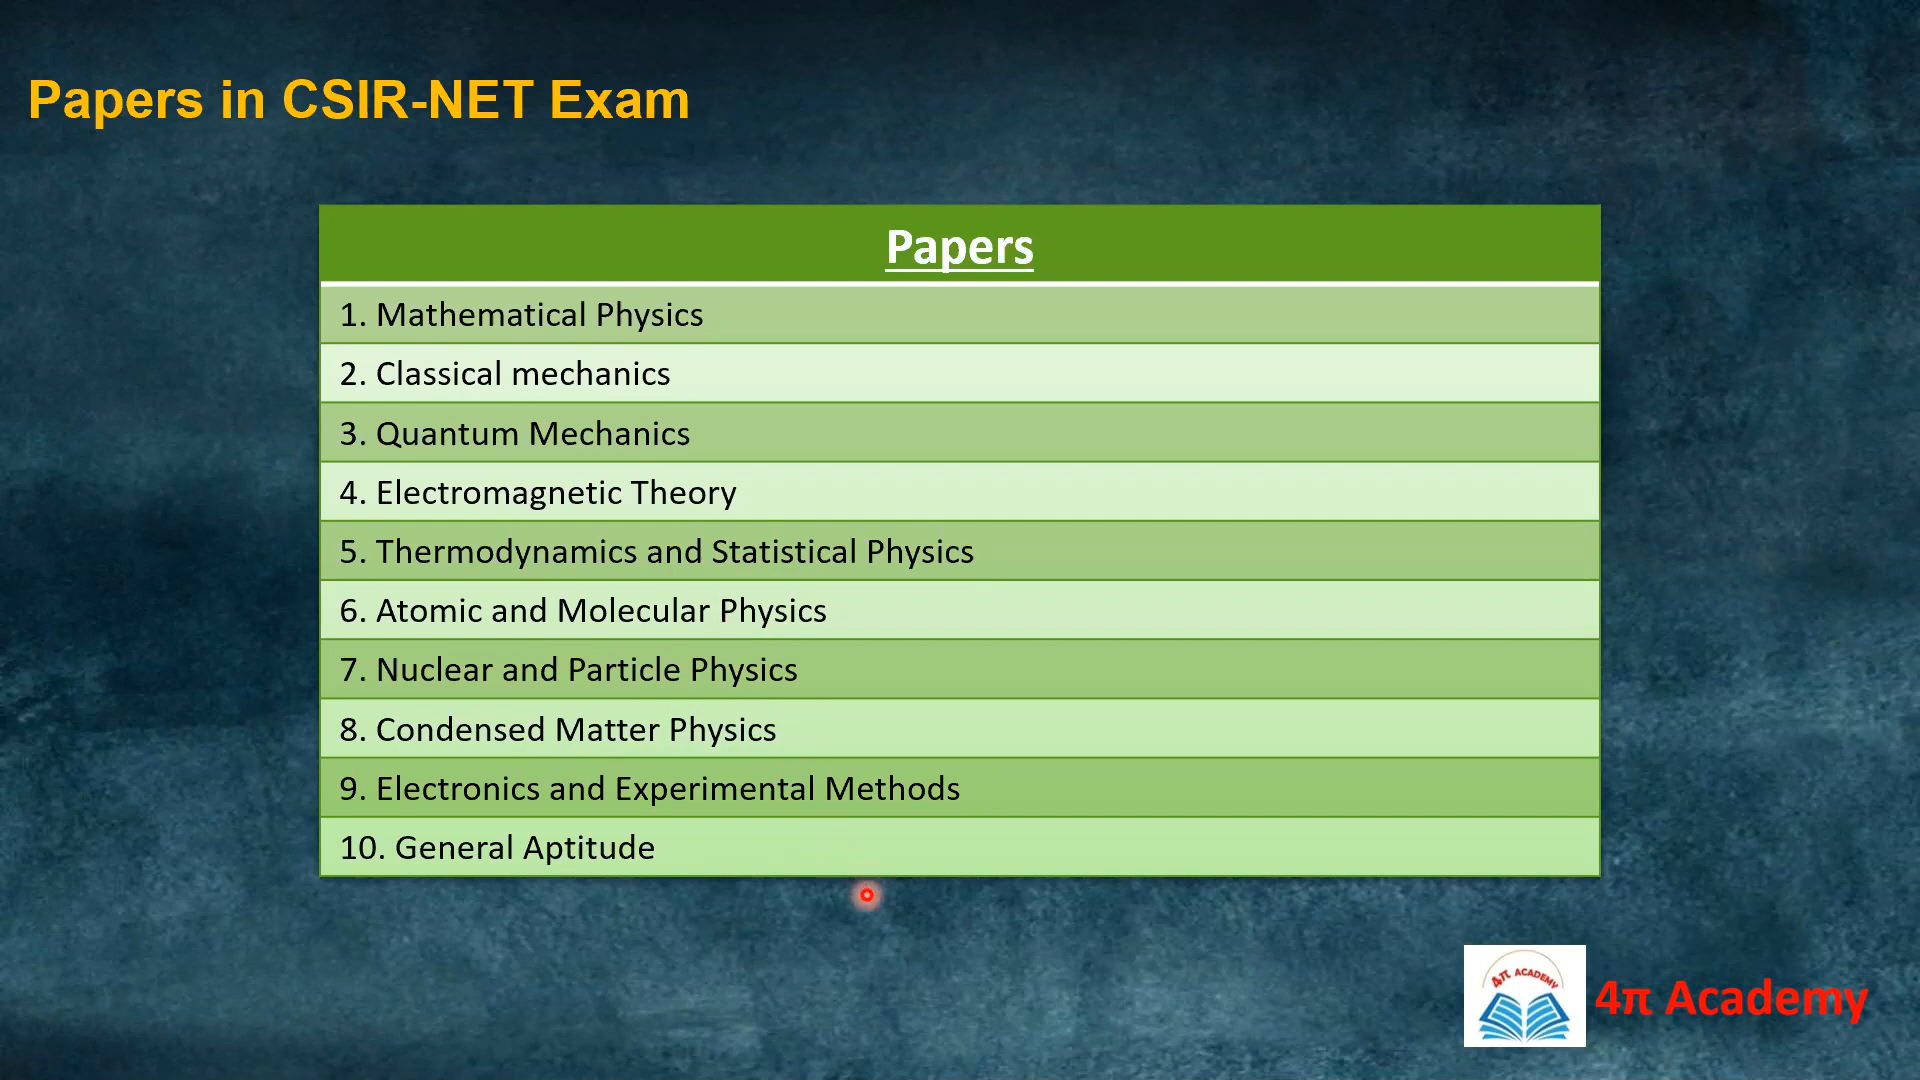 Papers in CSIR-NET Exam
Papers
1. Mathematical Physics
2. Classical mechanics
3. Quantum Mechanics
4. Electromagnetic Theory
5. Thermodynamics and Statistical Physics
6. Atomic and Molecular Physics
7. Nuclear and Particle Physics
8. Condensed Matter Physics
9. Electronics and Experimental Methods
10. General Aptitude
4π ACADEMY
4π Academy